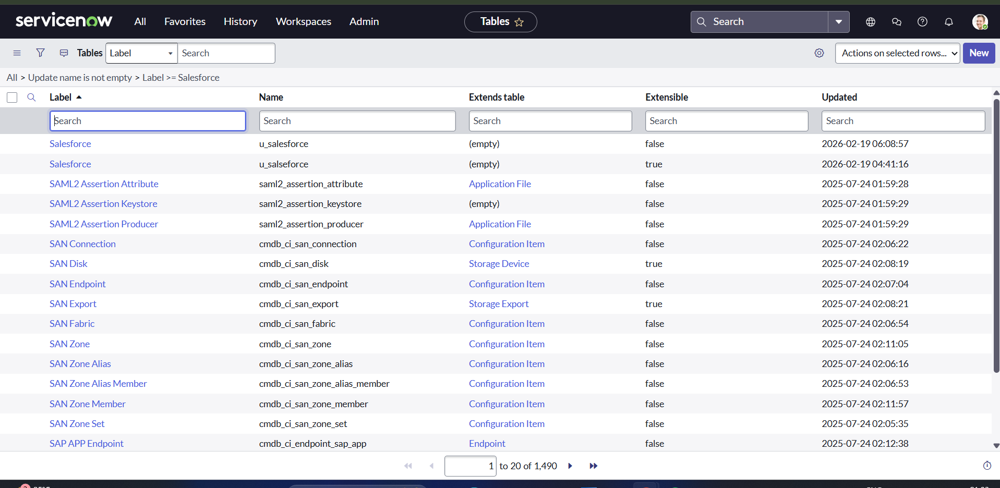 servicenow All Favorites History Workspaces Admin Tables Search
Tables Label Search Actions on selected rows... New
All > Update name is not empty > Label >= Salesforce
Label Name Extends table Extensible Updated
Search Search Search Search Search
Salesforce u_salesforce (empty) false 2026-02-19 06:08:57
Salesforce u_salseforce (empty) true 2026-02-19 04:41:16
SAML2 Assertion Attribute saml2_assertion_attribute Application File false 2025-07-24 01:59:28
SAML2 Assertion Keystore saml2_assertion_keystore (empty) false 2025-07-24 01:59:29
SAML2 Assertion Producer saml2_assertion_producer Application File false 2025-07-24 01:59:29
SAN Connection cmdb_ci_san_connection Configuration Item false 2025-07-24 02:06:22
SAN Disk cmdb_ci_san_disk Storage Device true 2025-07-24 02:08:19
SAN Endpoint cmdb_ci_san_endpoint Configuration Item false 2025-07-24 02:07:04
SAN Export cmdb_ci_san_export Storage Export true 2025-07-24 02:08:21
SAN Fabric cmdb_ci_san_fabric Configuration Item false 2025-07-24 02:06:54
SAN Zone cmdb_ci_san_zone Configuration Item false 2025-07-24 02:11:05
SAN Zone Alias cmdb_ci_san_zone_alias Configuration Item false 2025-07-24 02:06:16
SAN Zone Alias Member cmdb_ci_san_zone_alias_member Configuration Item false 2025-07-24 02:06:53
SAN Zone Member cmdb_ci_san_zone_member Configuration Item false 2025-07-24 02:11:57
SAN Zone Set cmdb_ci_san_zone_set Configuration Item false 2025-07-24 02:05:35
SAP APP Endpoint cmdb_ci_endpoint_sap_app Endpoint false 2025-07-24 02:12:38
1 to 20 of 1,490